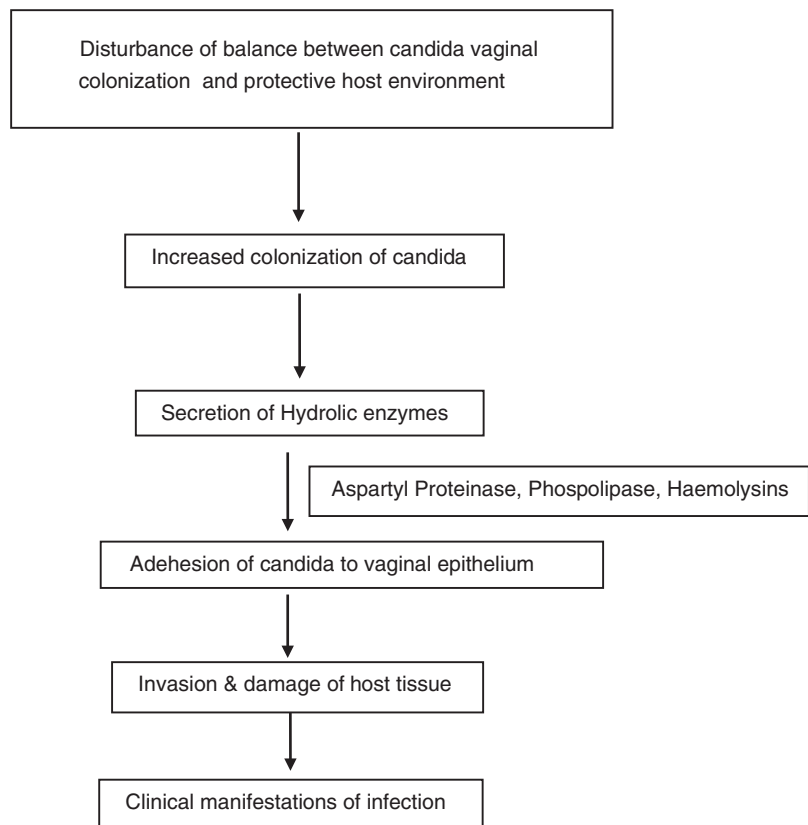 Disturbance of balance between candida vaginal
colonization and protective host environment
Increased colonization of candida
Secretion of Hydrolic enzymes
Aspartyl Proteinase, Phospolipase, Haemolysins
Adehesion of candida to vaginal epithelium
Invasion & damage of host tissue
Clinical manifestations of infection